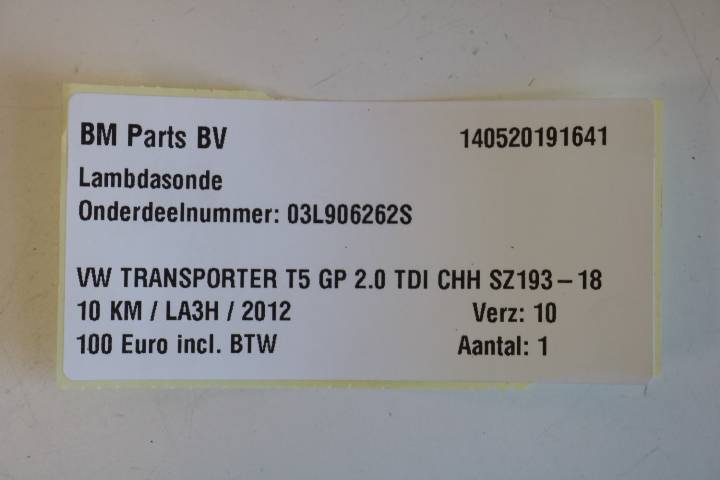 BM Parts BV 140520191641
Lambdasonde
Onderdeelnummer: 03L906262S
VW TRANSPORTER T5 GP 2.0 TDI CHH SZ193-18
10 KM / LA3H / 2012 Verz: 10
100 Euro incl. BTW Aantal: 1